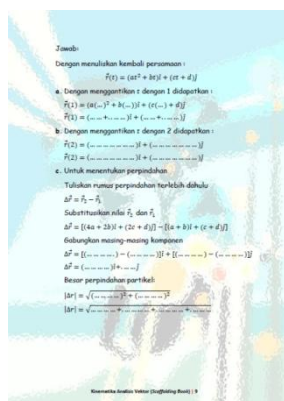 Jawab:
Dengan menuliskan kembali persamaan :
r⃗(t) = (at² + bt)î + (ct + d)ĵ
a. Dengan menggantikan t dengan 1 didapatkan :
r⃗(1) = (a(...)² + b(...))î + (c(...) + d)ĵ
r⃗(1) = (...... +.......)î + (...... +.......)ĵ
b. Dengan menggantikan t dengan 2 didapatkan :
r⃗(2) = (........................)î + (........................)ĵ
r⃗(2) = (........................)î + (........................)ĵ
c. Untuk menentukan perpindahan
Tuliskan rumus perpindahan terlebih dahulu
Δr⃗ = r⃗₂ − r⃗₁
Substitusikan nilai r⃗₂ dan r⃗₁
Δr⃗ = [(4a + 2b)î + (2c + d)ĵ] − [(a + b)î + (c + d)ĵ]
Gabungkan masing-masing komponen
Δr⃗ = [(...............) − (...............)]î + [(...............) − (...............)]ĵ
Δr⃗ = (...............)î+.......ĵ
Besar perpindahan partikel:
|Δr| = √(...............)² + (...............)²
|Δr| = √............ +............ +............ +............
Kinematika Analisis Vektor (Scaffolding Book) | 9